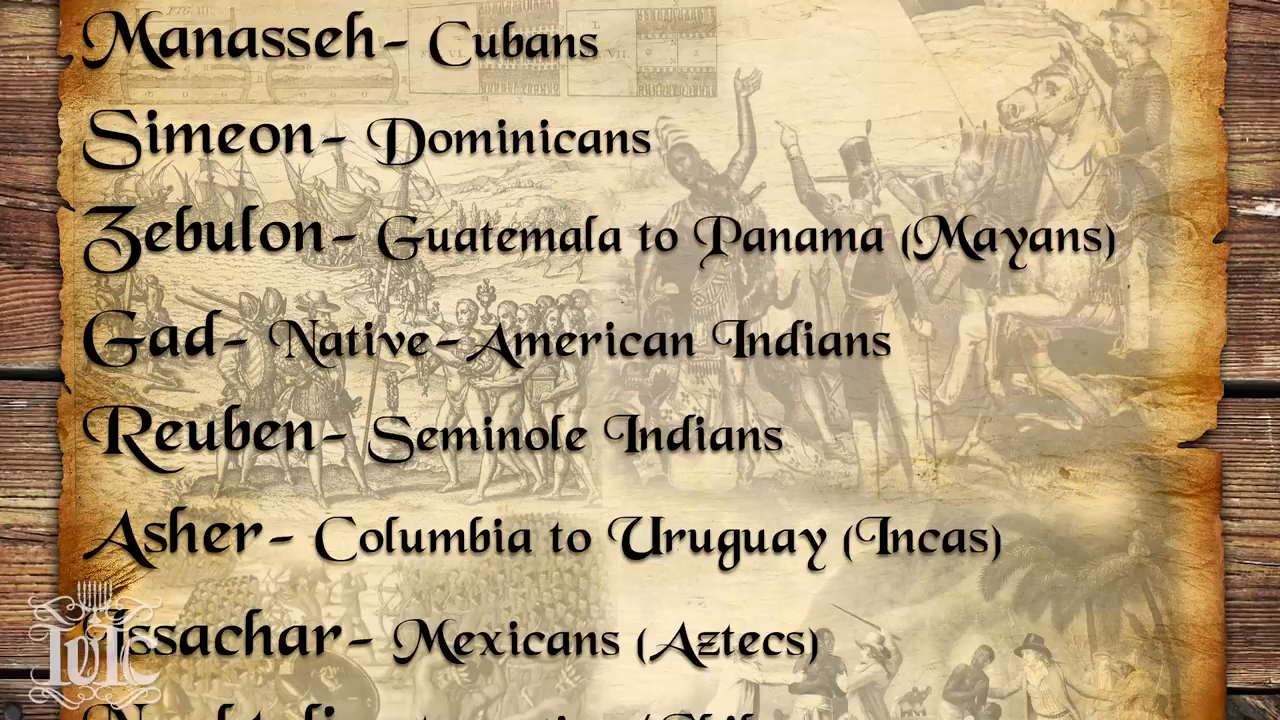 Manasseh- Cubans
Simeon- Dominicans
Zebulon- Guatemala to Panama (Mayans)
Gad- Native-American Indians
Reuben- Seminole Indians
Asher- Columbia to Uruguay (Incas)
Issachar- Mexicans (Aztecs)
IUIC